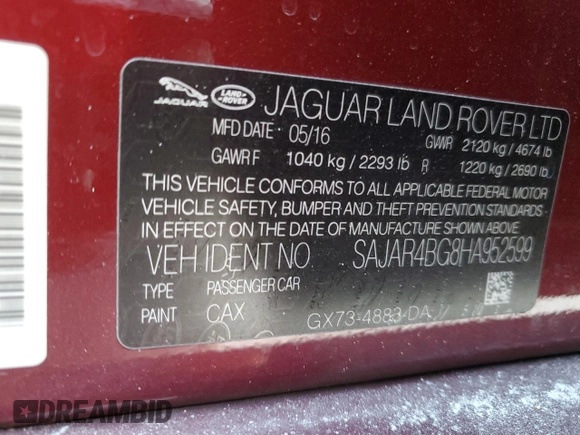 JAGUAR LAND ROVER JAGUAR LAND ROVER LTD
MFD DATE 05/16 GVWR 2120 kg / 4674 lb
GAWR F 1040 kg / 2293 lb R 1220 kg / 2690 lb
THIS VEHICLE CONFORMS TO ALL APPLICABLE FEDERAL MOTOR
VEHICLE SAFETY, BUMPER AND THEFT PREVENTION STANDARDS
IN EFFECT ON THE DATE OF MANUFACTURE SHOWN ABOVE.
VEH IDENT NO SAJAR4BG8HA952599
TYPE PASSENGER CAR
PAINT CAX GX73-4883-DA
DREAMBID